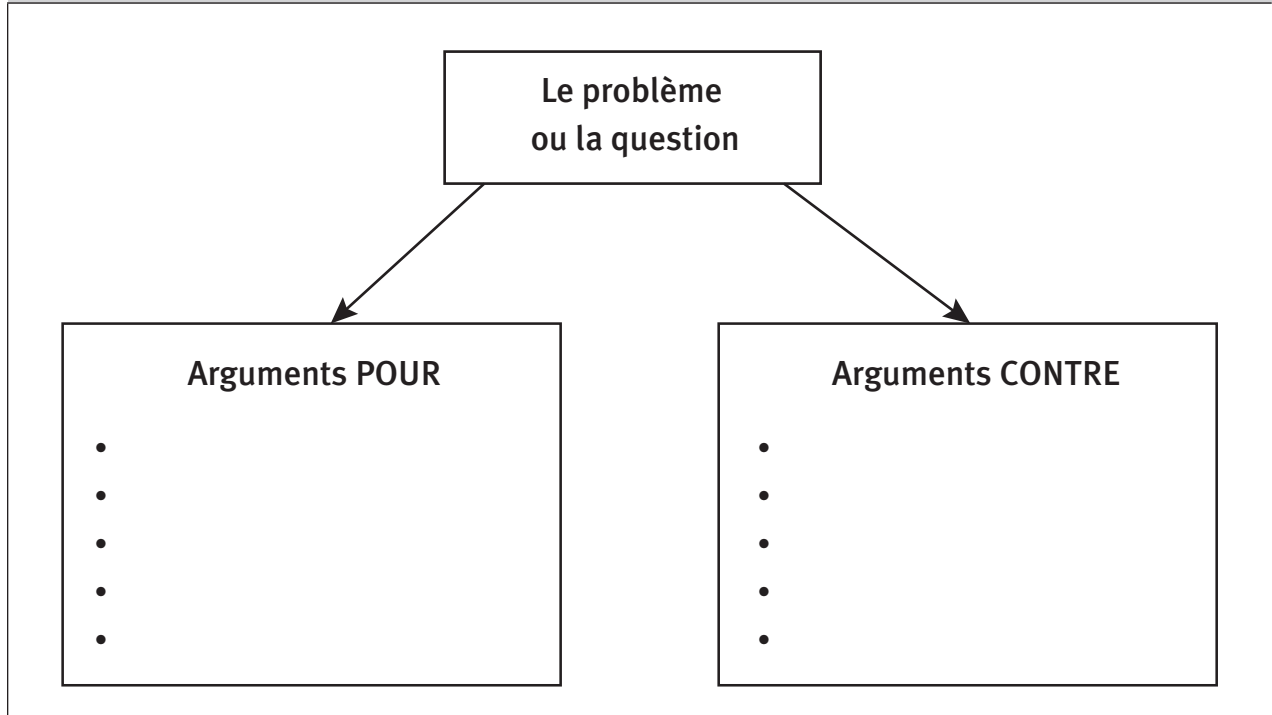 Le problème
ou la question
Arguments POUR
•
•
•
•
•
Arguments CONTRE
•
•
•
•
•